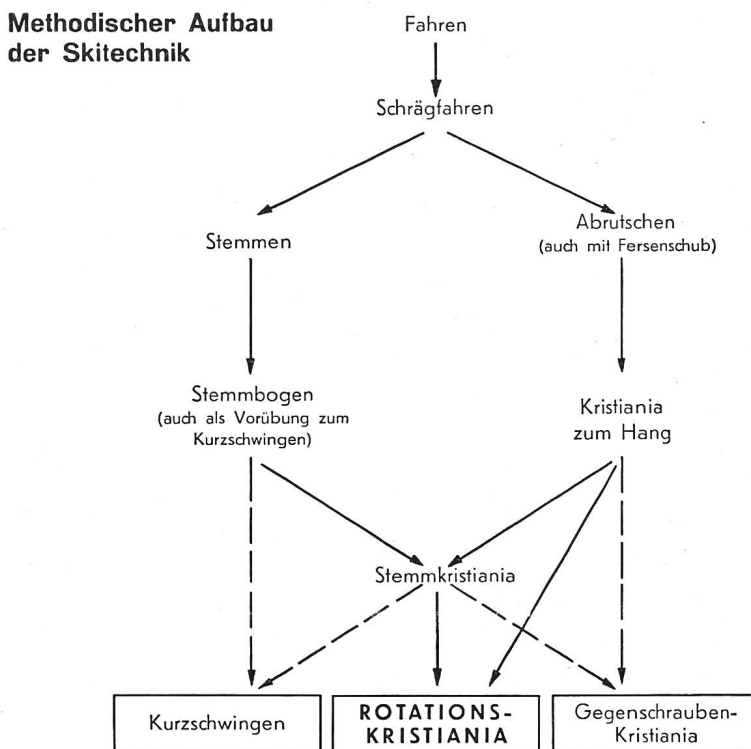 Methodischer Aufbau
der Skitechnik
Fahren
Schrägfahren
Stemmen
Abrutschen
(auch mit Fersenschub)
Stemmbogen
(auch als Vorübung zum
Kurzschwingen)
Kristiania
zum Hang
Stemmkristiania
Kurzschwingen
ROTATIONS-
KRISTIANIA
Gegenschrauben-
Kristiania